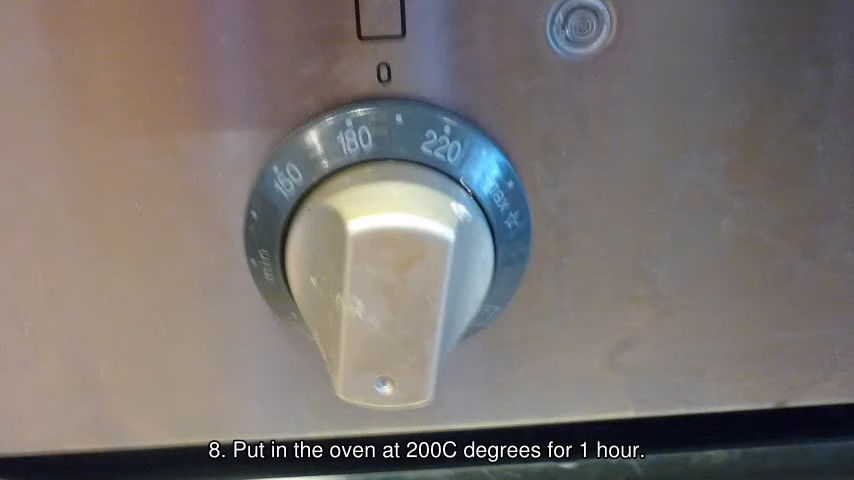 0
min 150 180 220 max
8. Put in the oven at 200C degrees for 1 hour.